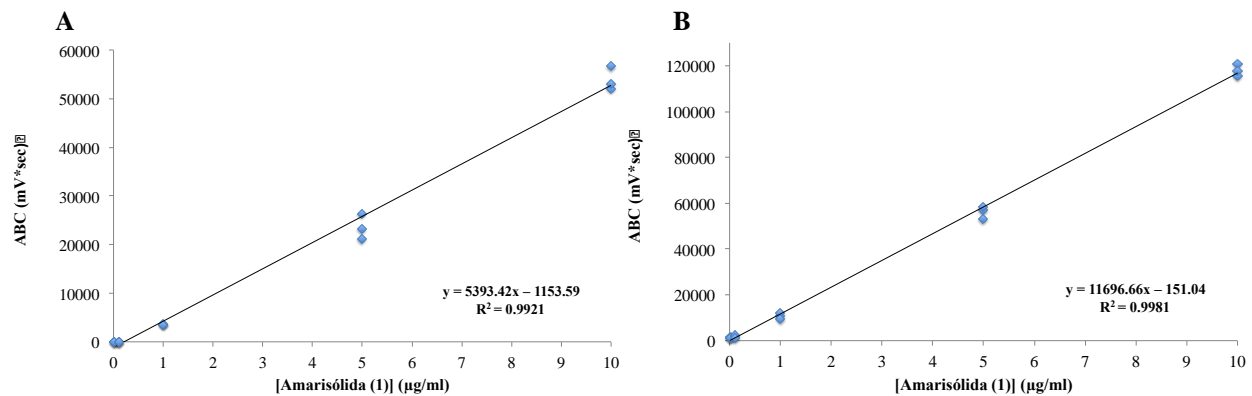 A
60000
50000
40000
30000
20000
10000
0
ABC (mV*sec)⍰
0 1 2 3 4 5 6 7 8 9 10
[Amarisólida (1)] (µg/ml)
y = 5393.42x – 1153.59
R² = 0.9921
B
120000
100000
80000
60000
40000
20000
0
ABC (mV*sec)⍰
0 1 2 3 4 5 6 7 8 9 10
[Amarisólida (1)] (µg/ml)
y = 11696.66x – 151.04
R² = 0.9981